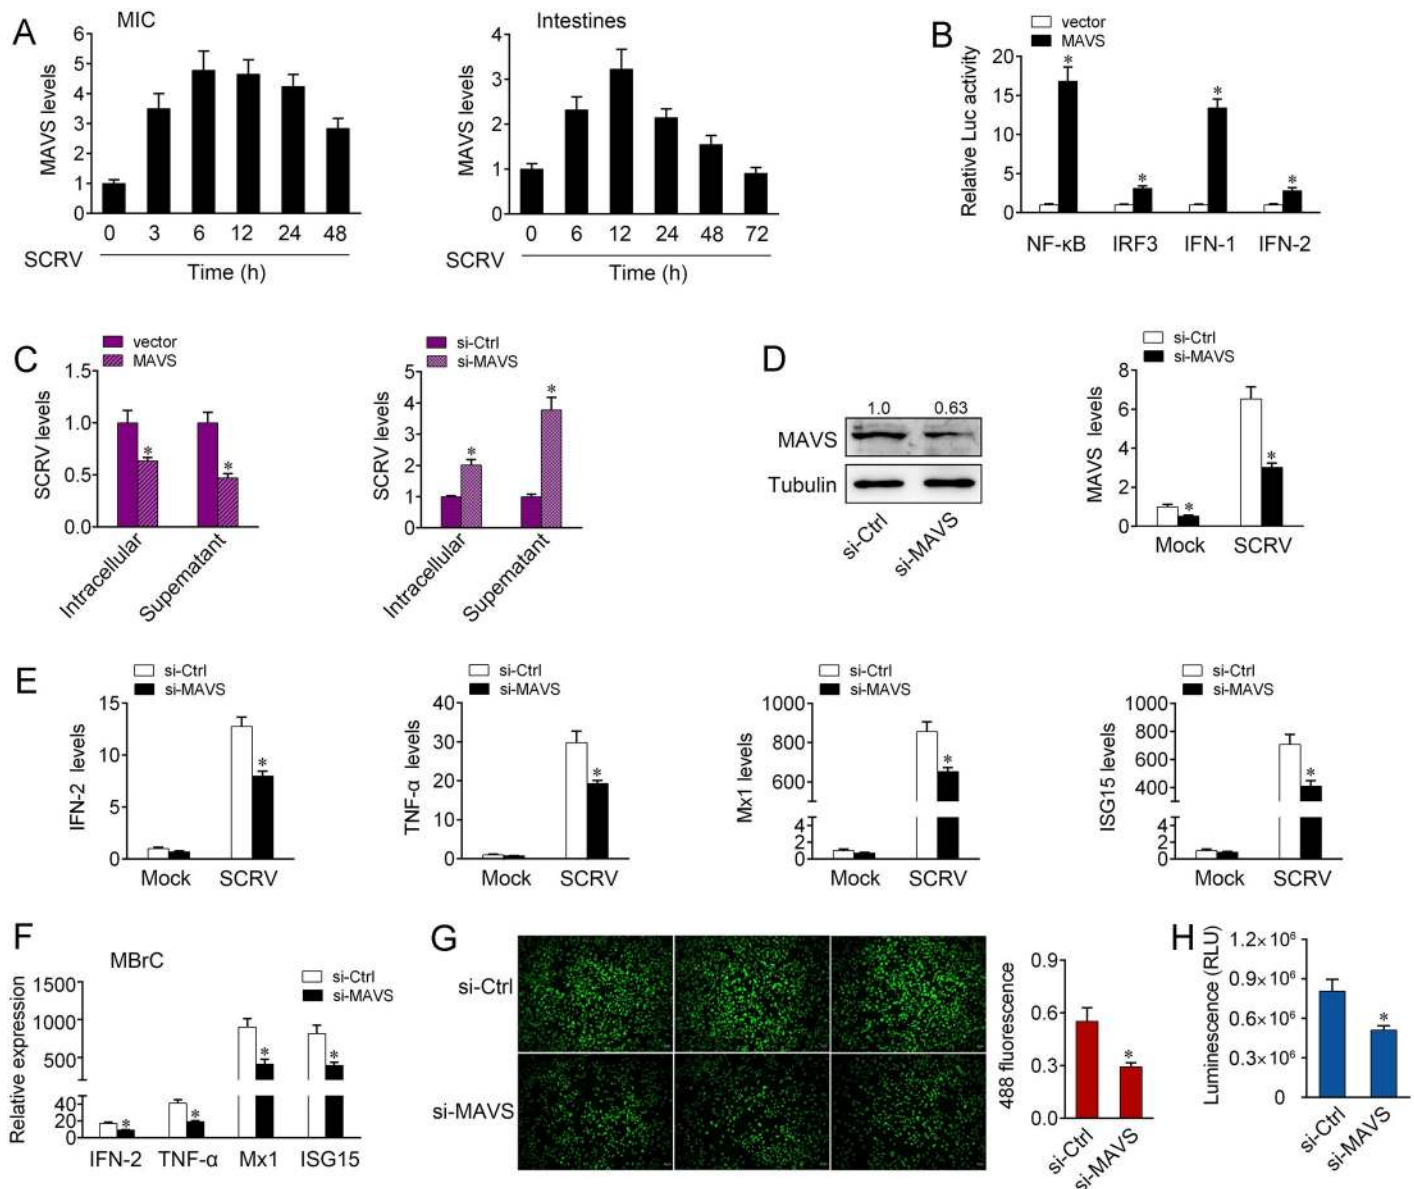 A
MIC
MAVS levels
6
5
4
3
2
1
0
0 3 6 12 24 48
SCRV
Time (h)
Intestines
MAVS levels
4
3
2
1
0
0 6 12 24 48 72
SCRV
Time (h)
B
vector
MAVS
Relative Luc activity
20
15
10
5
0
* * * *
NF-κB IRF3 IFN-1 IFN-2
C
vector
MAVS
SCRV levels
1.5
1.0
0.5
0.0
* *
Intracellular
Supematant
si-Ctrl
si-MAVS
SCRV levels
5
4
3
2
1
0
* *
Intracellular
Supematant
D
1.0 0.63
MAVS
Tubulin
si-Ctrl
si-MAVS
si-Ctrl
si-MAVS
MAVS levels
8
6
4
2
0
* *
Mock SCRV
E
si-Ctrl
si-MAVS
IFN-2 levels
15
10
5
0
*
Mock SCRV
si-Ctrl
si-MAVS
TNF-α levels
40
30
20
10
0
*
Mock SCRV
si-Ctrl
si-MAVS
Mx1 levels
1000
800
600
4
2
0
*
Mock SCRV
si-Ctrl
si-MAVS
ISG15 levels
1000
800
600
400
4
2
0
*
Mock SCRV
F
MBrC
si-Ctrl
si-MAVS
Relative expression
1500
1000
500
40
20
0
* * * *
IFN-2 TNF-α Mx1 ISG15
G
si-Ctrl
si-MAVS
488 fluorescence
0.9
0.6
0.3
0.0
*
si-Ctrl
si-MAVS
H
Luminescence (RLU)
1.2×10⁶
0.9×10⁶
0.6×10⁶
0.3×10⁶
0
*
si-Ctrl
si-MAVS